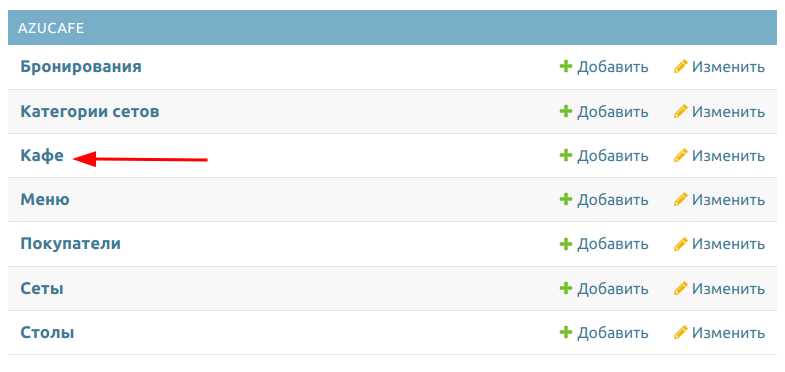 AZUCAFE
Бронирования Добавить Изменить
Категории сетов Добавить Изменить
Кафе Добавить Изменить
Меню Добавить Изменить
Покупатели Добавить Изменить
Сеты Добавить Изменить
Столы Добавить Изменить